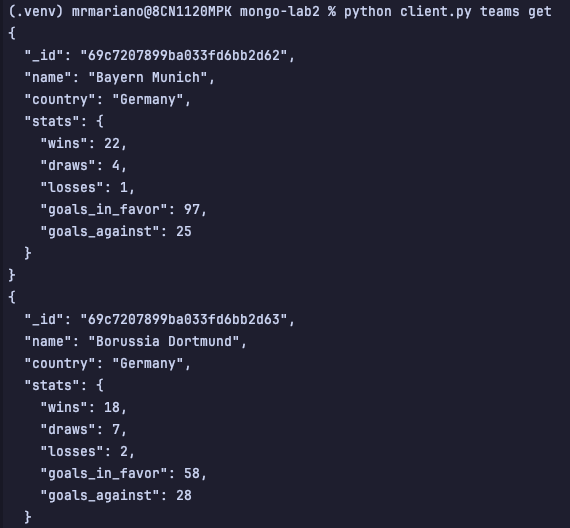 (.venv) mrmariano@8CN1120MPK mongo-lab2 % python client.py teams get
{
  "_id": "69c7207899ba033fd6bb2d62",
  "name": "Bayern Munich",
  "country": "Germany",
  "stats": {
    "wins": 22,
    "draws": 4,
    "losses": 1,
    "goals_in_favor": 97,
    "goals_against": 25
  }
}
{
  "_id": "69c7207899ba033fd6bb2d63",
  "name": "Borussia Dortmund",
  "country": "Germany",
  "stats": {
    "wins": 18,
    "draws": 7,
    "losses": 2,
    "goals_in_favor": 58,
    "goals_against": 28
  }